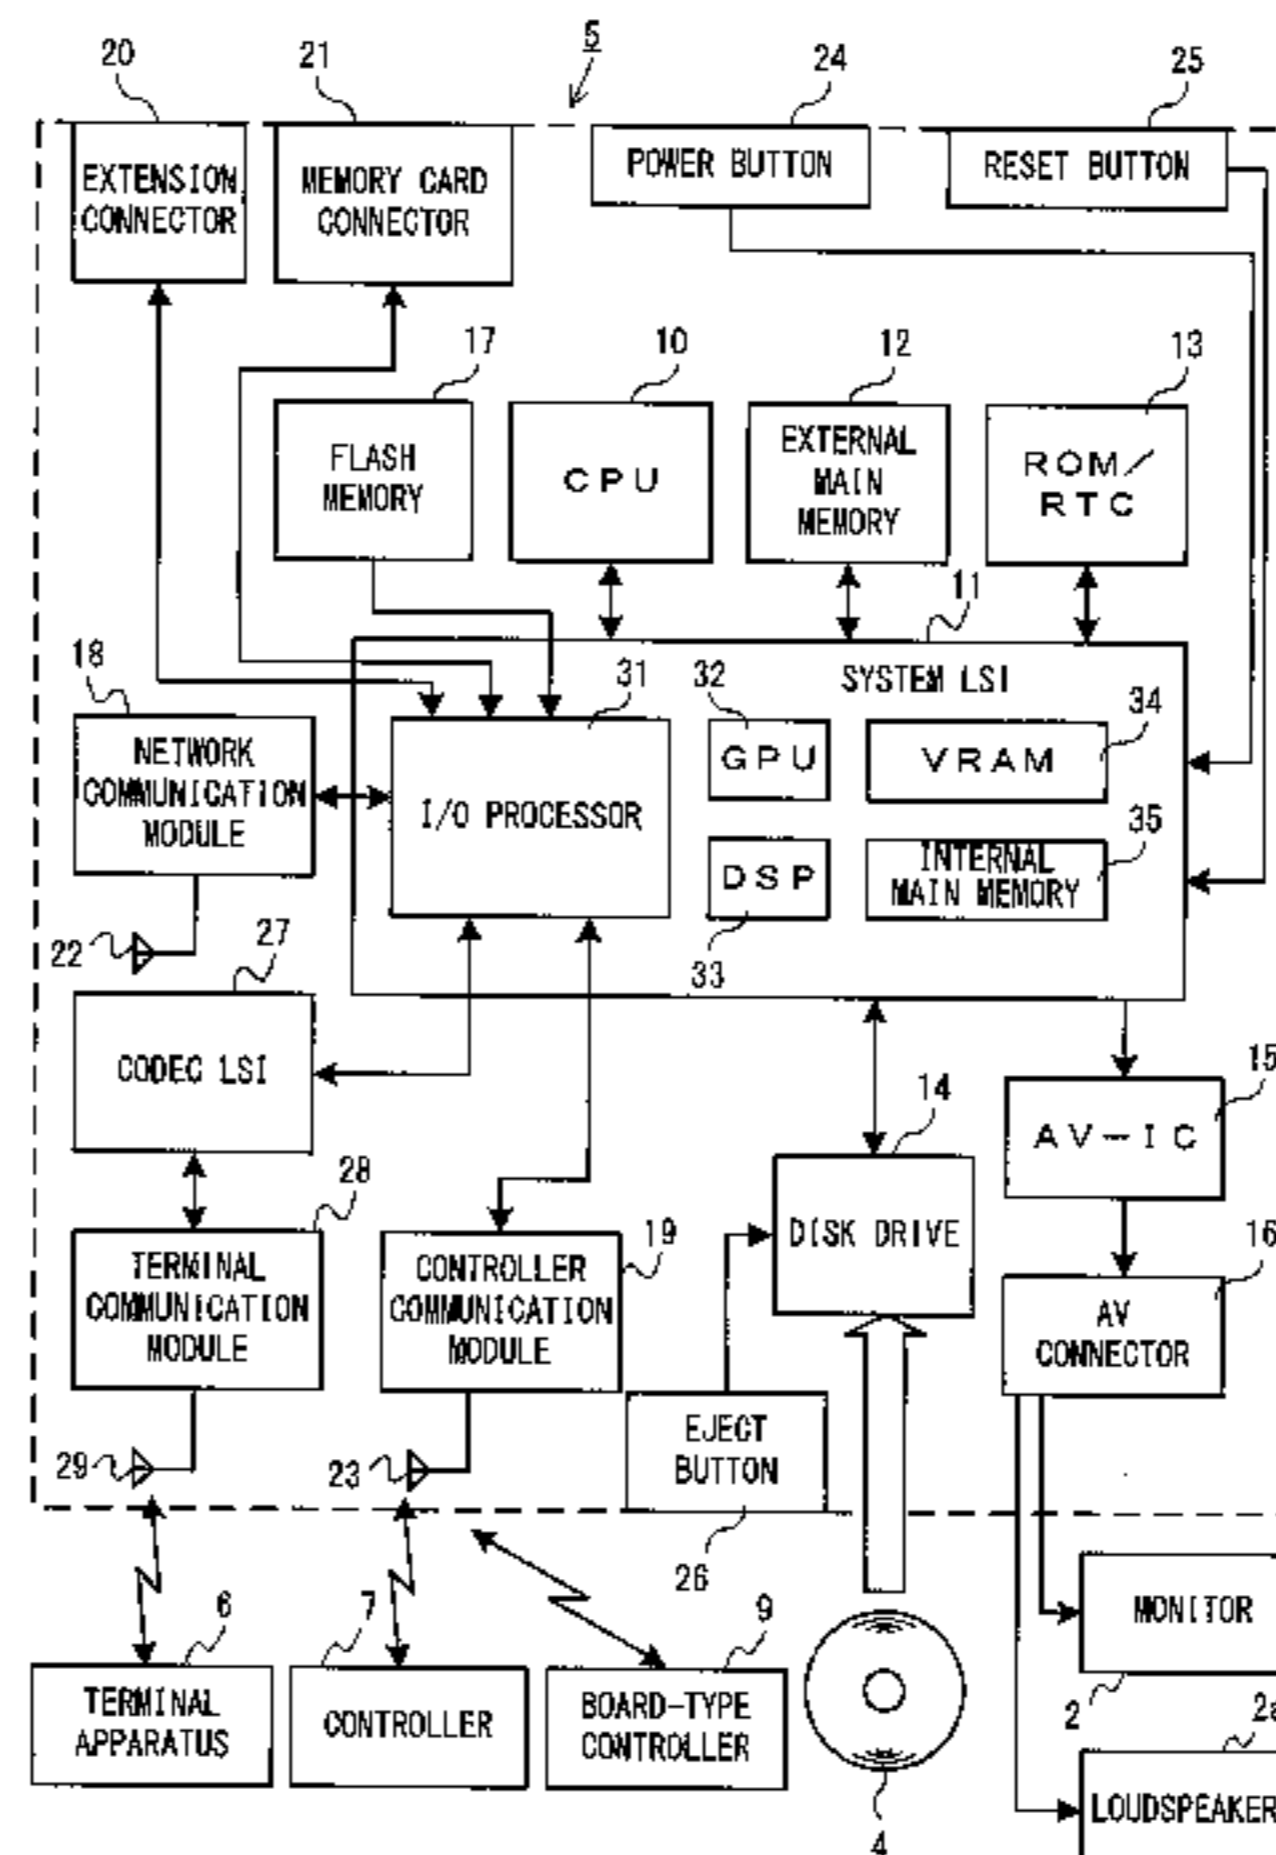 20
21
5
24
25
EXTENSION
CONNECTOR
MEMORY CARD
CONNECTOR
POWER BUTTON
RESET BUTTON
17
10
12
13
FLASH
MEMORY
CPU
EXTERNAL
MAIN
MEMORY
ROM/
RTC
11
18
31
32
SYSTEM LSI
34
NETWORK
COMMUNICATION
MODULE
I/O PROCESSOR
GPU
VRAM
35
DSP
INTERNAL
MAIN MEMORY
22
27
33
CODEC LSI
14
15
AV-IC
28
19
16
TERMINAL
COMMUNICATION
MODULE
CONTROLLER
COMMUNICATION
MODULE
DISK DRIVE
AV
CONNECTOR
29
23
EJECT
BUTTON
26
6
7
9
MONITOR
2
2a
TERMINAL
APPARATUS
CONTROLLER
BOARD-TYPE
CONTROLLER
4
LOUDSPEAKER